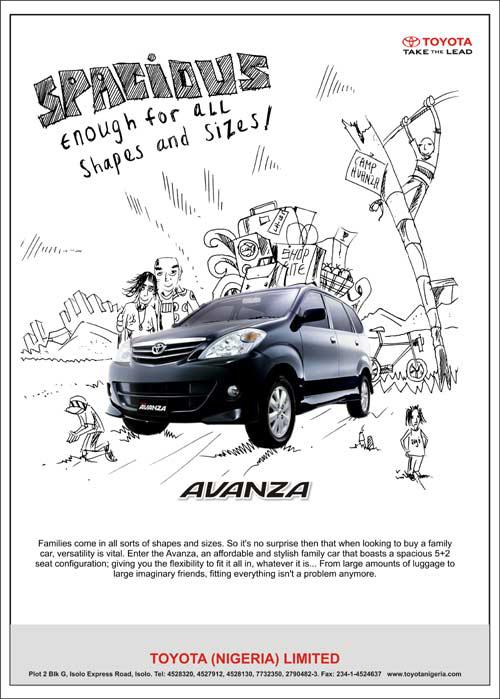 TOYOTA
TAKE THE LEAD
SPACIOUS
Enough for ALL
Shapes and Sizes!
CAMP
AVANZA
SHOP
RITE
AVANZA
AVANZA
Families come in all sorts of shapes and sizes. So it's no surprise then that when looking to buy a family
car, versatility is vital. Enter the Avanza, an affordable and stylish family car that boasts a spacious 5+2
seat configuration; giving you the flexibility to fit it all in, whatever it is... From large amounts of luggage to
large imaginary friends, fitting everything isn't a problem anymore.
TOYOTA (NIGERIA) LIMITED
Plot 2 Blk G, Isolo Express Road, Isolo. Tel: 4528320, 4527912, 4528130, 7732350, 2790482-3. Fax: 234-1-4524637 www.toyotanigeria.com